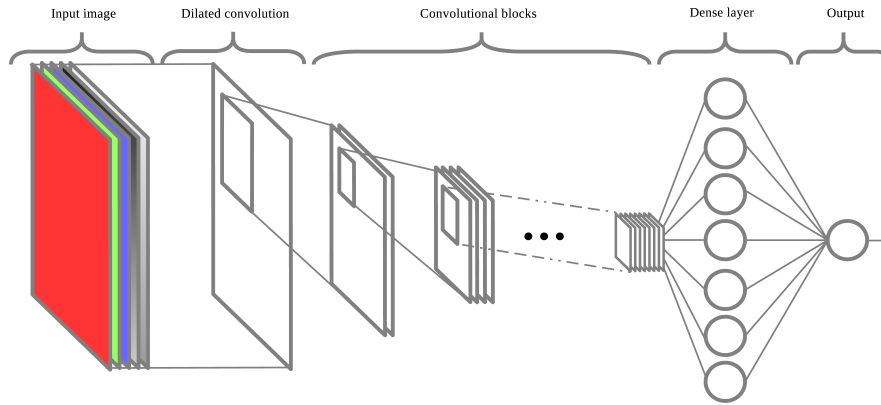 Input image
Dilated convolution
Convolutional blocks
Dense layer
Output